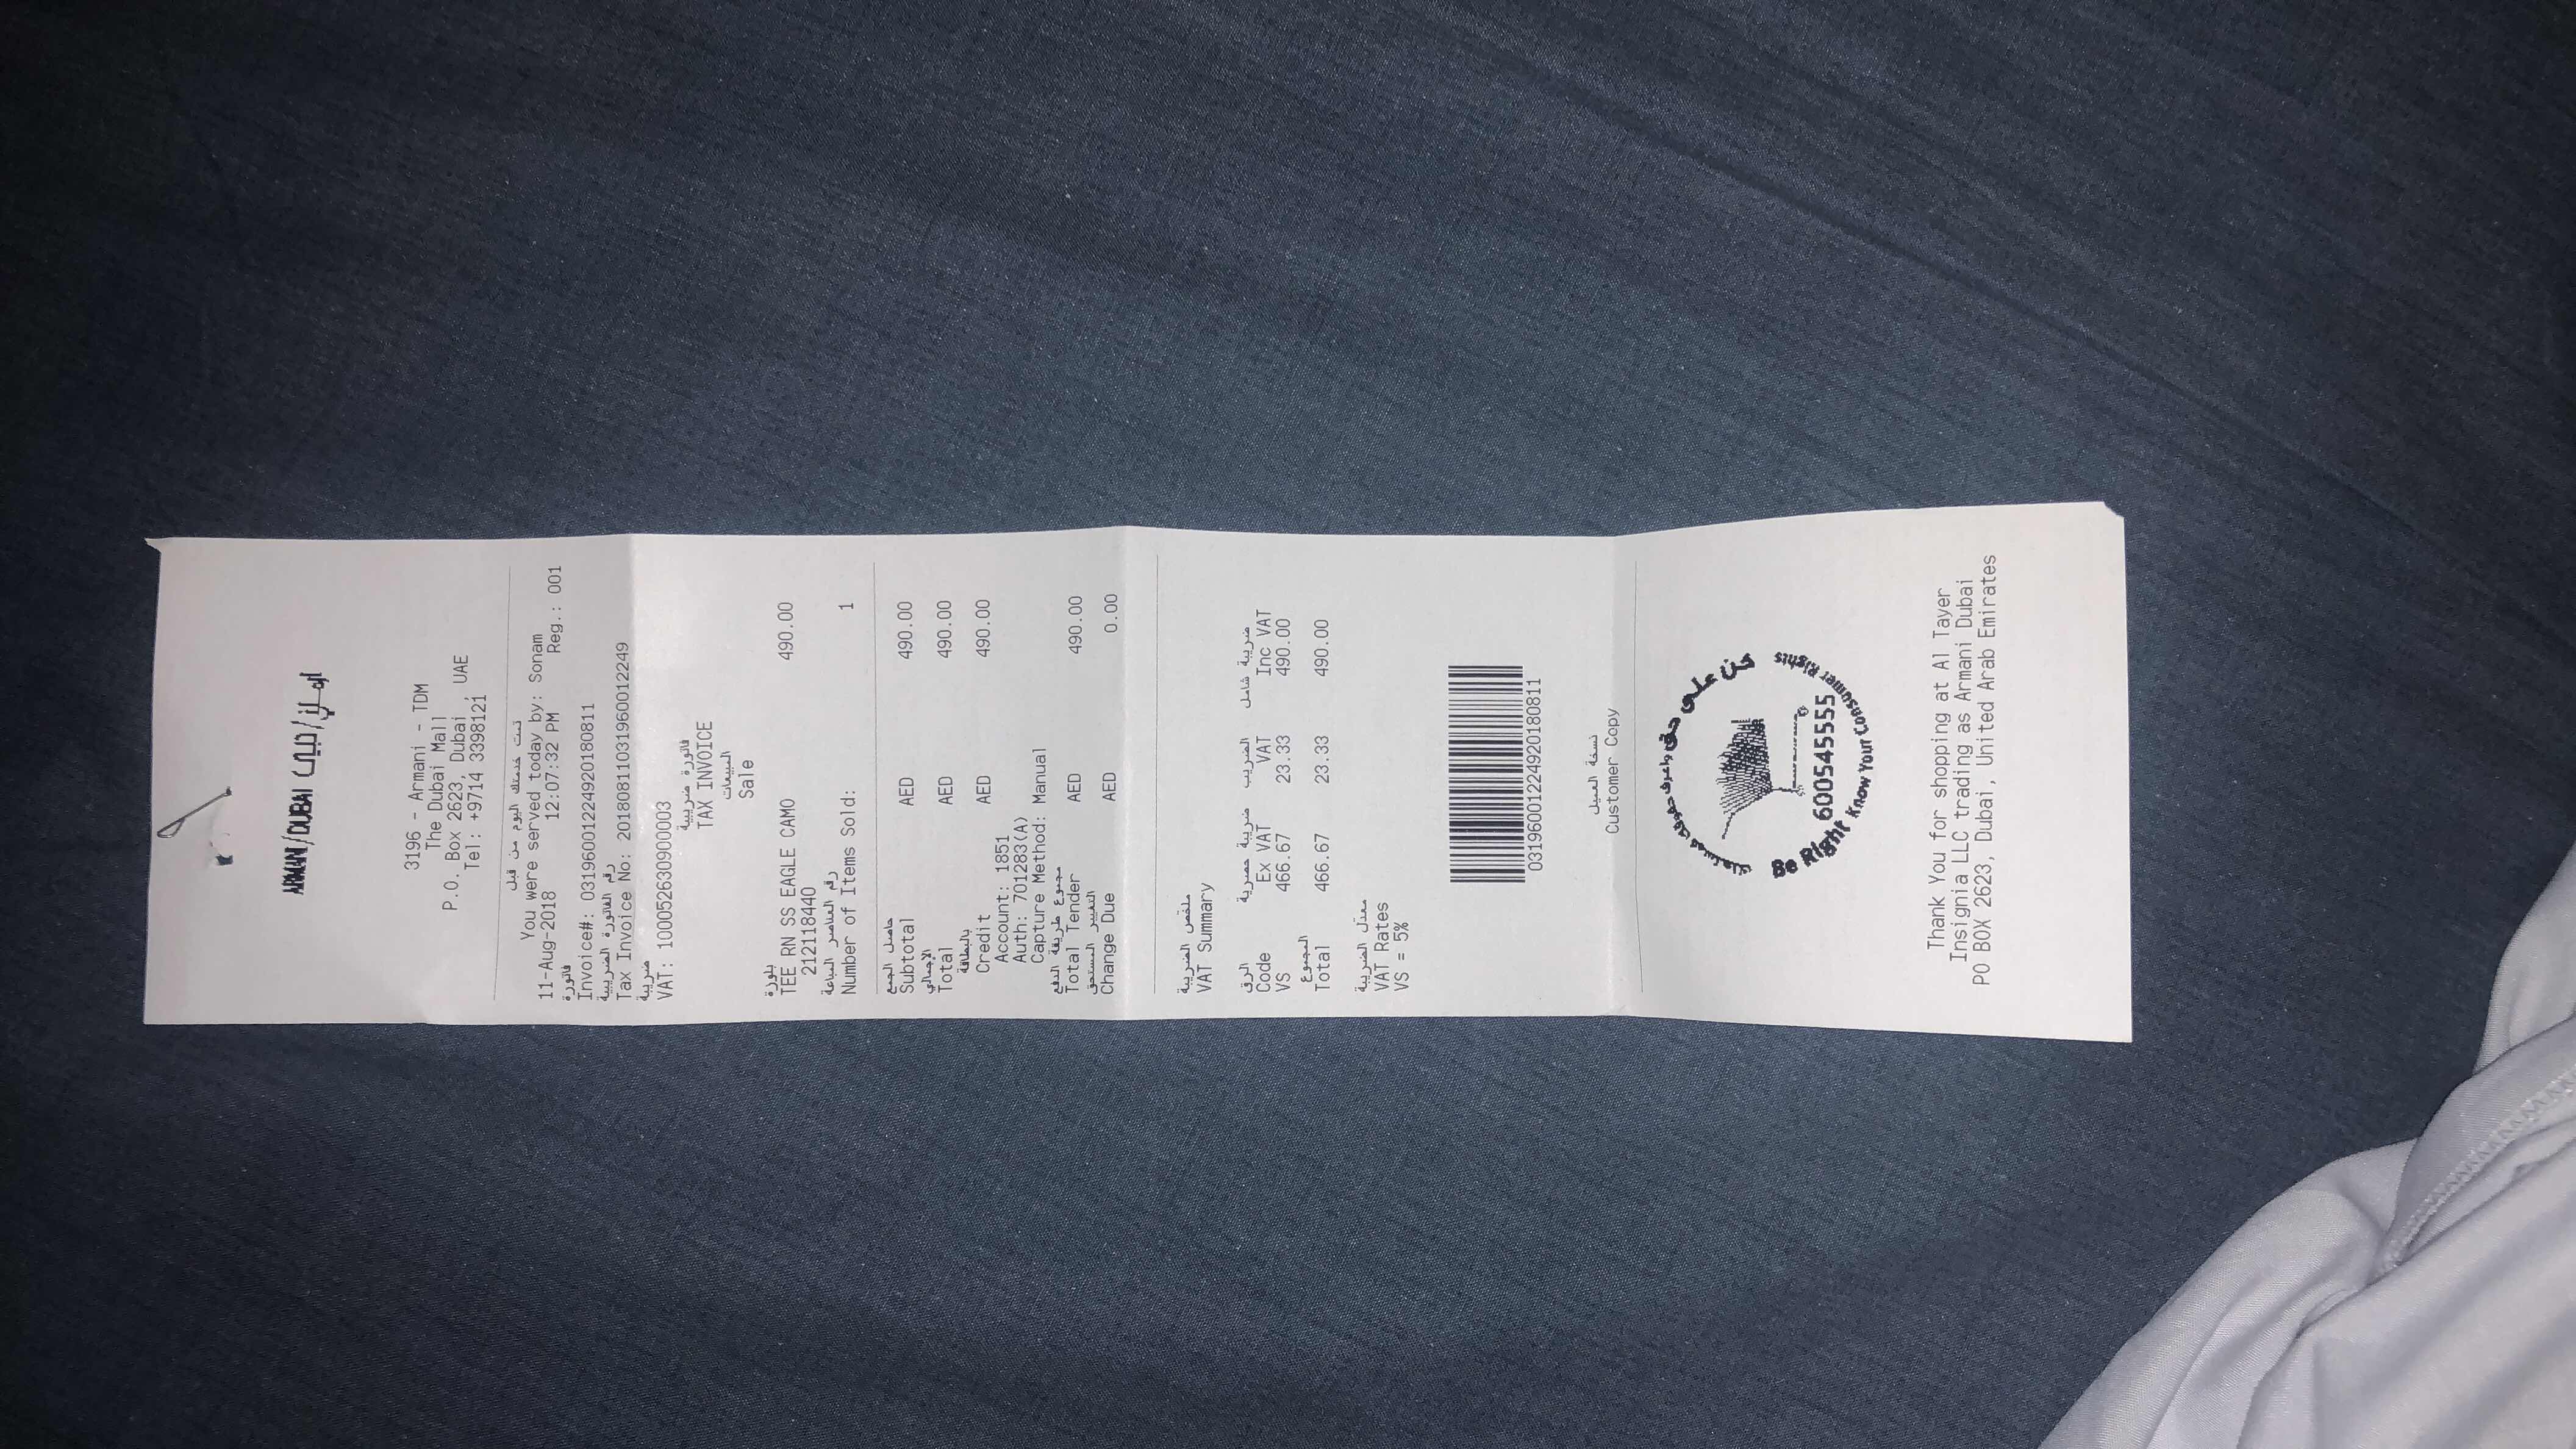 ARMANI/DUBAI ارماني/دبي
3196 - Armani - TDM
The Dubai Mall
P.O. Box 2623, Dubai , UAE
Tel: +9714 3398121
تمت خدمتك اليوم من قبل
You were served today by: Sonam
11-Aug-2018 12:07:32 PM Reg.: 001
فاتورة
Invoice#: 03196001224920180811
رقم الفاتورة الضريبية
Tax Invoice No: 20180811031960012249
ضريبة
VAT: 100052630900003
فاتورة ضريبية
TAX INVOICE
المبيعات
Sale
بلوزة
TEE RN SS EAGLE CAMO 490.00
212118440
رقم العناصر المباعة
Number of Items Sold: 1
حاصل الجمع
Subtotal AED 490.00
الإجمالي
Total AED 490.00
بالبطاقة
Credit AED 490.00
Account: 1851
Auth: 701283(A)
Capture Method: Manual
مجموع طريقة الدفع
Total Tender AED 490.00
التغيير المستحق
Change Due AED 0.00
ملخص الضريبة
VAT Summary
الرق ضريبة حصرية الضريب ضريبة شامل
Code Ex VAT VAT Inc VAT
VS 466.67 23.33 490.00
المجموع
Total 466.67 23.33 490.00
معدل الضريبة
VAT Rates
VS = 5%
03196001224920180811
نسخة العميل
Customer Copy
كن على حق واعرف حقوقك كمستهلك
600545555
Be Right Know Your Consumer Rights
Thank You for shopping at Al Tayer
Insignia LLC trading as Armani Dubai
PO BOX 2623, Dubai, United Arab Emirates